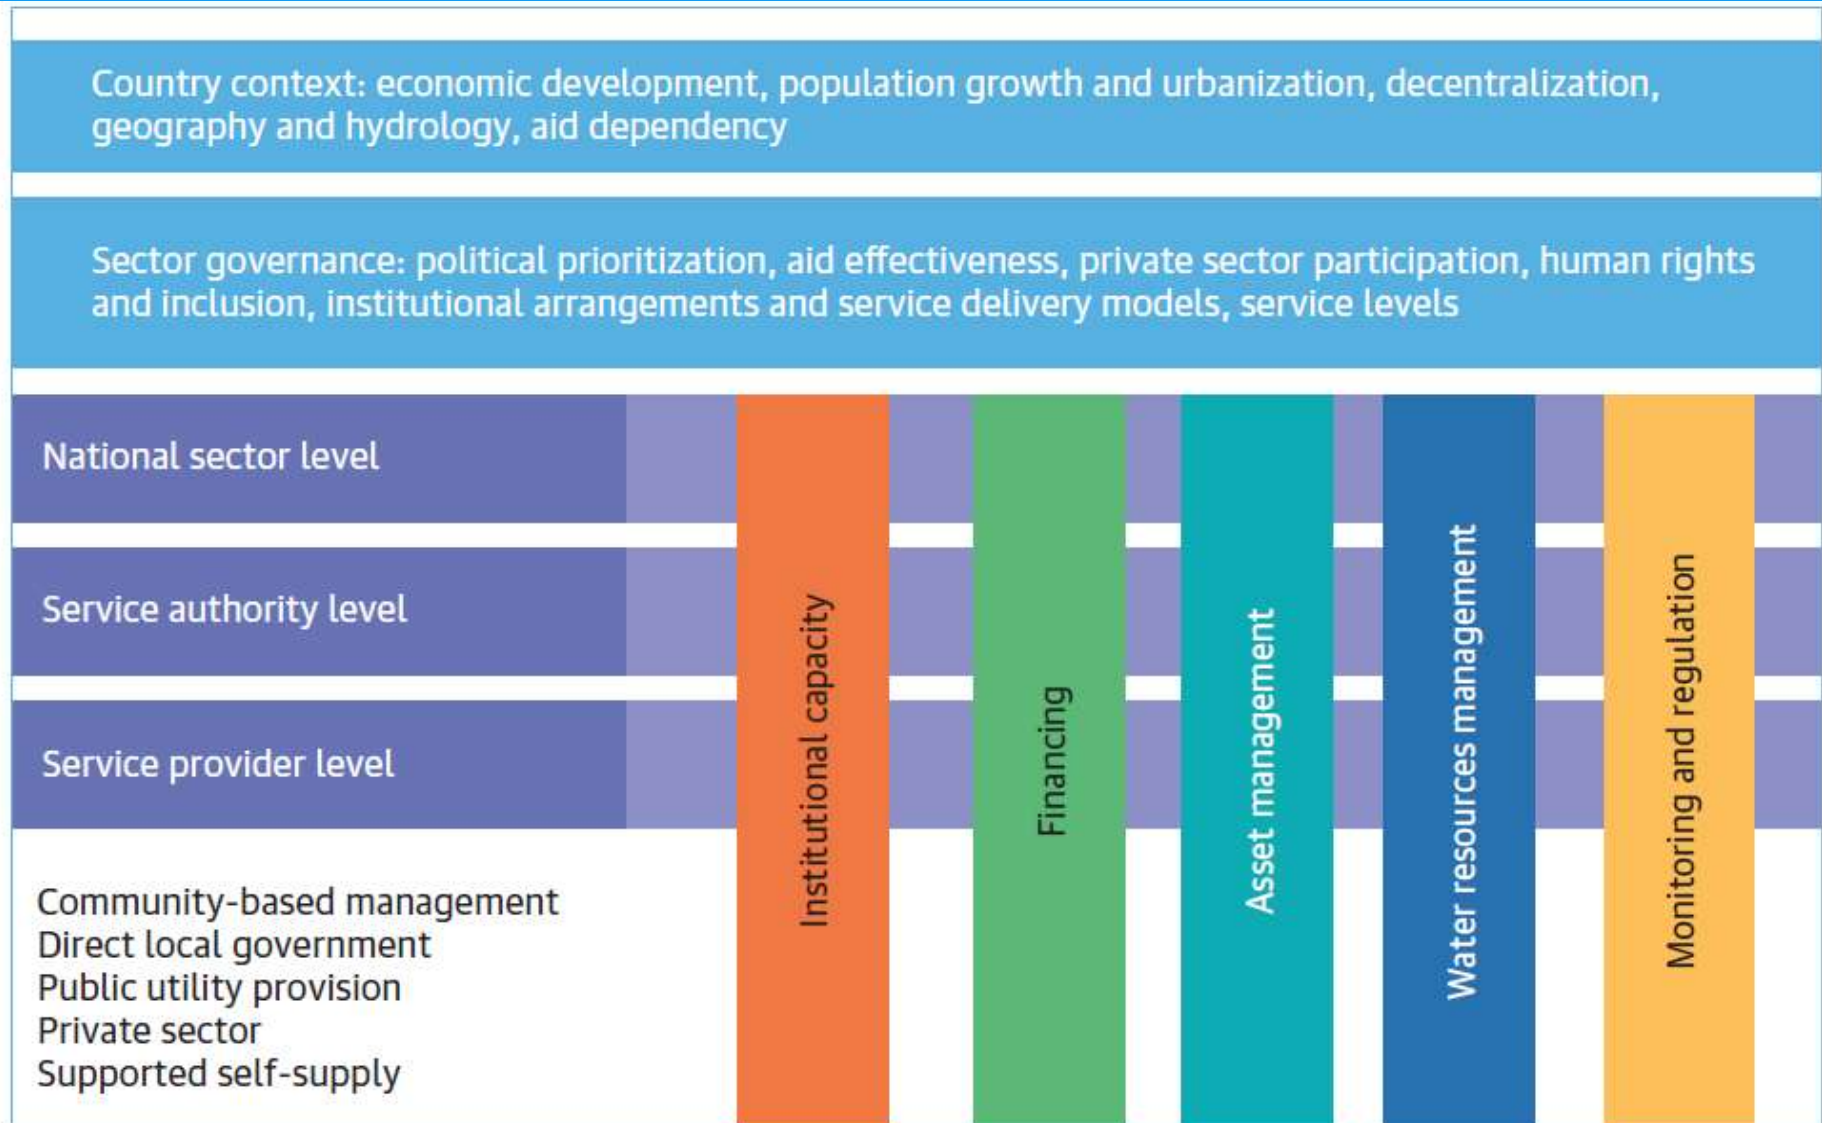 Country context: economic development, population growth and urbanization, decentralization,
geography and hydrology, aid dependency
Sector governance: political prioritization, aid effectiveness, private sector participation, human rights
and inclusion, institutional arrangements and service delivery models, service levels
National sector level
Service authority level
Service provider level
Community-based management
Direct local government
Public utility provision
Private sector
Supported self-supply
Institutional capacity
Financing
Asset management
Water resources management
Monitoring and regulation